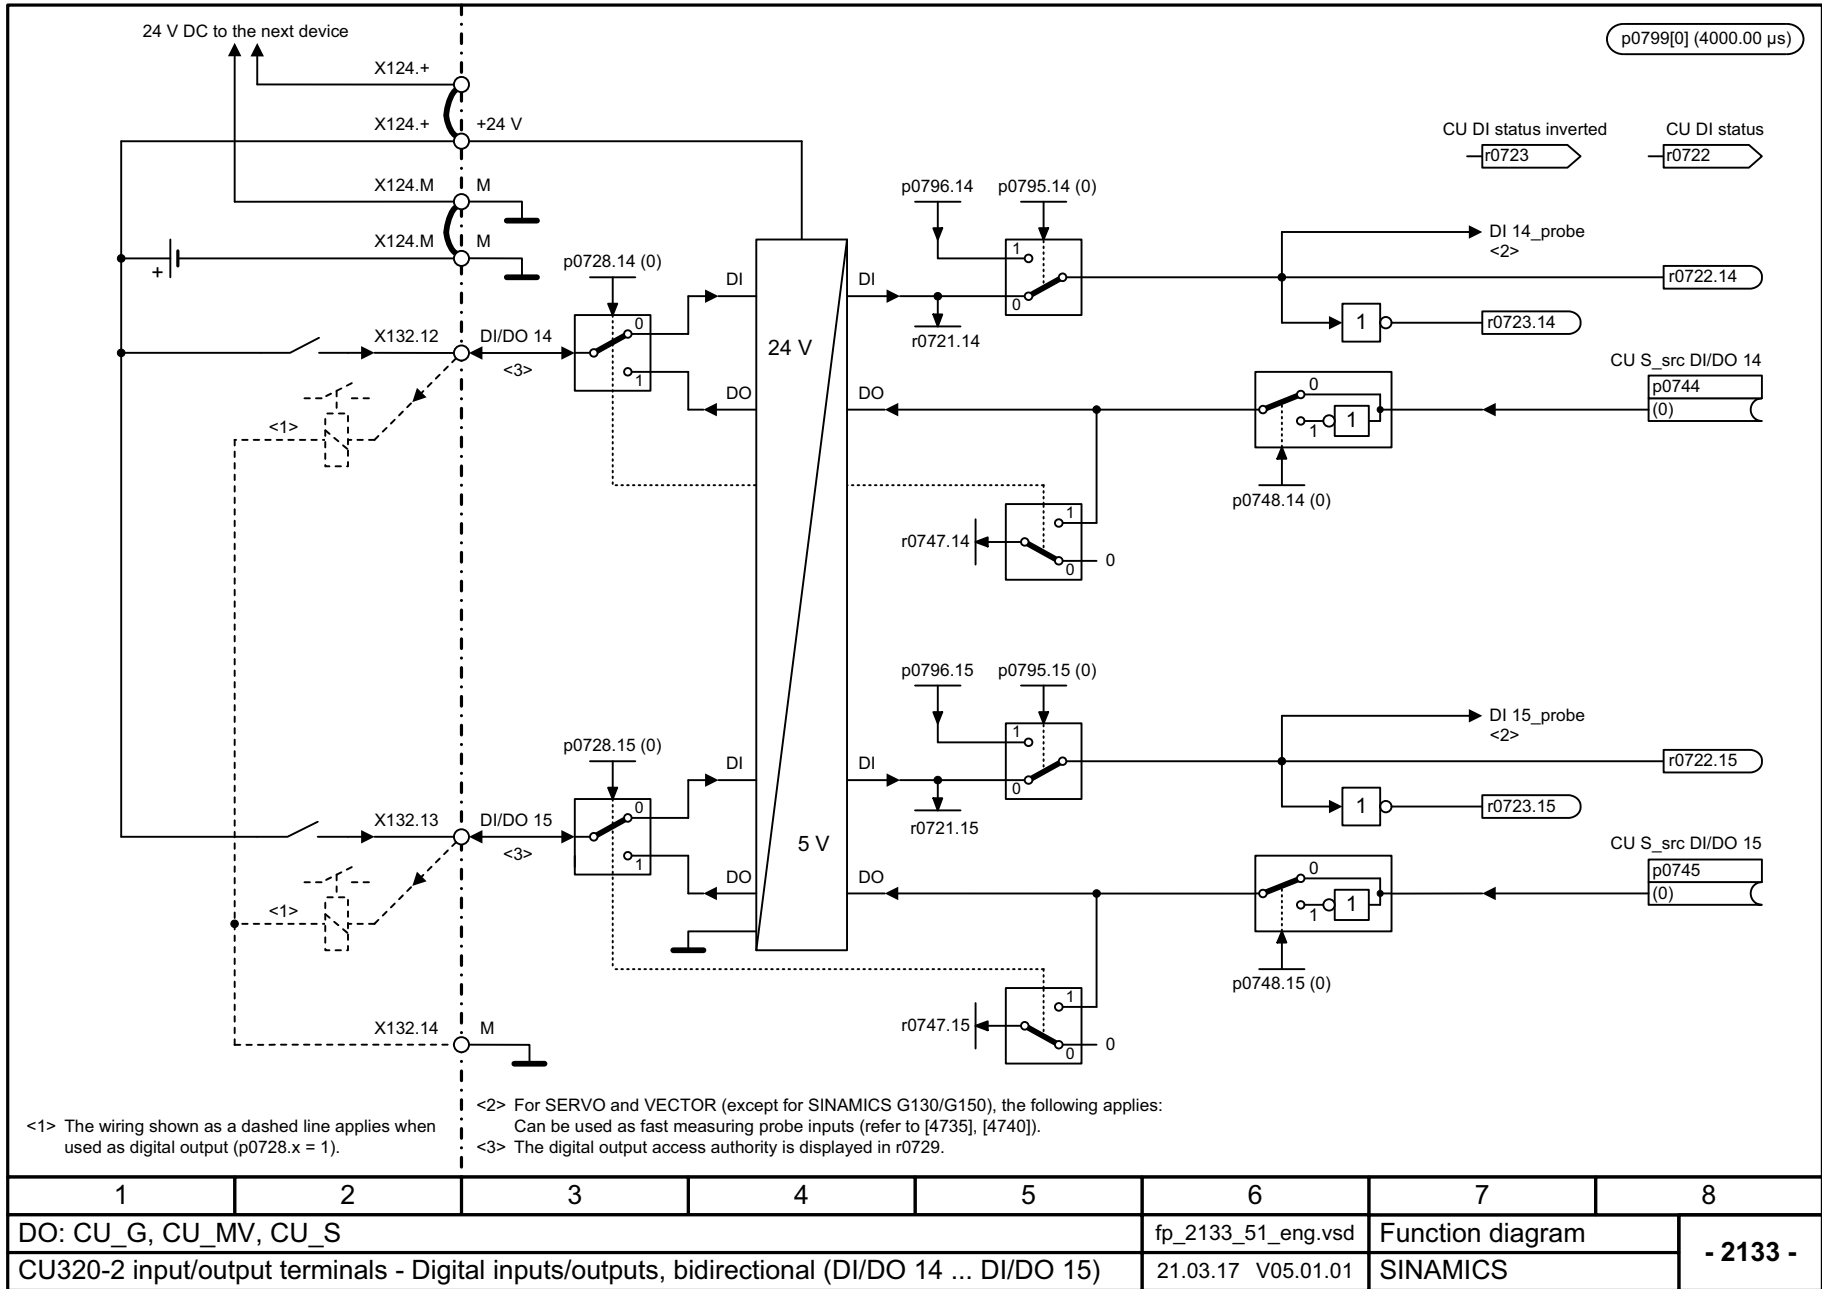 24 V DC to the next device
p0799[0] (4000.00 µs)
X124.+
X124.+
+24 V
CU DI status inverted
r0723
CU DI status
r0722
X124.M
M
X124.M
M
+
p0796.14
p0795.14 (0)
1
0
DI 14_probe
<2>
r0722.14
1
r0723.14
p0728.14 (0)
0
1
DI
DI
r0721.14
X132.12
DI/DO 14
<3>
24 V
CU S_src DI/DO 14
p0744
(0)
DO
DO
0
1
1
p0748.14 (0)
<1>
r0747.14
1
0
0
p0796.15
p0795.15 (0)
1
0
DI 15_probe
<2>
r0722.15
1
r0723.15
p0728.15 (0)
0
1
DI
DI
r0721.15
X132.13
DI/DO 15
<3>
5 V
CU S_src DI/DO 15
p0745
(0)
DO
DO
0
1
1
p0748.15 (0)
<1>
r0747.15
1
0
0
X132.14
M
<1> The wiring shown as a dashed line applies when
used as digital output (p0728.x = 1).
<2> For SERVO and VECTOR (except for SINAMICS G130/G150), the following applies:
Can be used as fast measuring probe inputs (refer to [4735], [4740]).
<3> The digital output access authority is displayed in r0729.
1 2 3 4 5 6 7 8
DO: CU_G, CU_MV, CU_S
fp_2133_51_eng.vsd
Function diagram
- 2133 -
CU320-2 input/output terminals - Digital inputs/outputs, bidirectional (DI/DO 14 ... DI/DO 15)
21.03.17 V05.01.01
SINAMICS